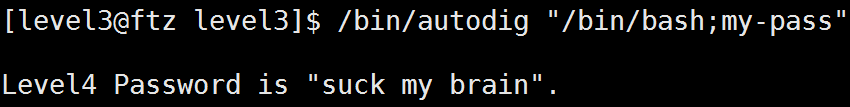 [level3@ftz level3]$ /bin/autodig "/bin/bash;my-pass"
Level4 Password is "suck my brain".